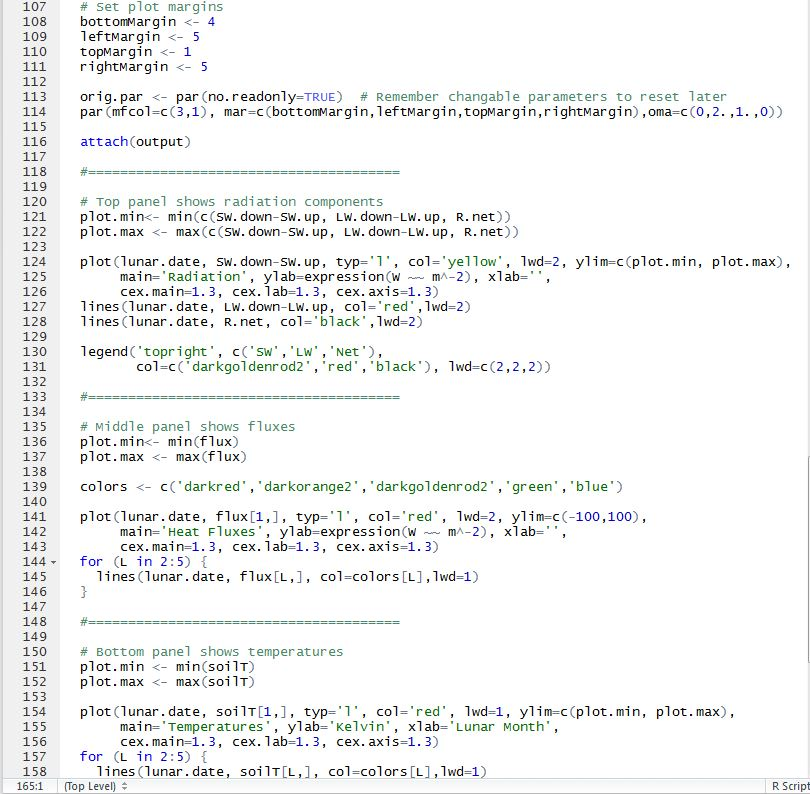 107 # Set plot margins
108 bottomMargin <- 4
109 leftMargin <- 5
110 topMargin <- 1
111 rightMargin <- 5
112
113 orig.par <- par(no.readonly=TRUE)  # Remember changable parameters to reset later
114 par(mfcol=c(3,1), mar=c(bottomMargin,leftMargin,topMargin,rightMargin),oma=c(0,2.,1.,0))
115
116 attach(output)
117
118 #=======================================
119
120 # Top panel shows radiation components
121 plot.min<- min(c(SW.down-SW.up, LW.down-LW.up, R.net))
122 plot.max <- max(c(SW.down-SW.up, LW.down-LW.up, R.net))
123
124 plot(lunar.date, SW.down-SW.up, typ='l', col='yellow', lwd=2, ylim=c(plot.min, plot.max),
125      main='Radiation', ylab=expression(W ~~ m^-2), xlab='',
126      cex.main=1.3, cex.lab=1.3, cex.axis=1.3)
127 lines(lunar.date, LW.down-LW.up, col='red',lwd=2)
128 lines(lunar.date, R.net, col='black',lwd=2)
129
130 legend('topright', c('SW','LW','Net'),
131        col=c('darkgoldenrod2','red','black'), lwd=c(2,2,2))
132
133 #=======================================
134
135 # Middle panel shows fluxes
136 plot.min<- min(flux)
137 plot.max <- max(flux)
138
139 colors <- c('darkred','darkorange2','darkgoldenrod2','green','blue')
140
141 plot(lunar.date, flux[1,], typ='l', col='red', lwd=2, ylim=c(-100,100),
142      main='Heat Fluxes', ylab=expression(W ~~ m^-2), xlab='',
143      cex.main=1.3, cex.lab=1.3, cex.axis=1.3)
144 for (L in 2:5) {
145   lines(lunar.date, flux[L,], col=colors[L],lwd=1)
146 }
147
148 #=======================================
149
150 # Bottom panel shows temperatures
151 plot.min <- min(soilT)
152 plot.max <- max(soilT)
153
154 plot(lunar.date, soilT[1,], typ='l', col='red', lwd=1, ylim=c(plot.min, plot.max),
155      main='Temperatures', ylab='Kelvin', xlab='Lunar Month',
156      cex.main=1.3, cex.lab=1.3, cex.axis=1.3)
157 for (L in 2:5) {
158   lines(lunar.date, soilT[L,], col=colors[L],lwd=1)
165:1 (Top Level) R Script